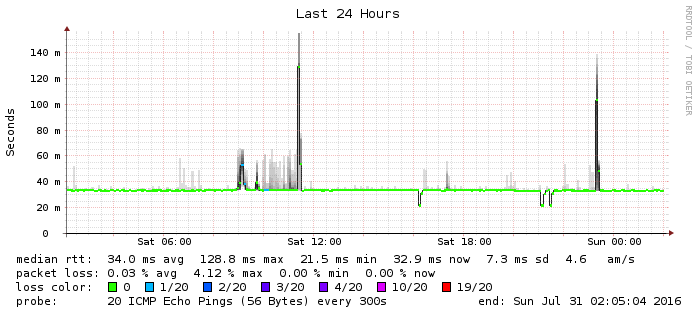 Last 24 Hours
RRDTOOL / TOBI OETIKER
Seconds
140 m
120 m
100 m
80 m
60 m
40 m
20 m
0
Sat 06:00 Sat 12:00 Sat 18:00 Sun 00:00
median rtt: 34.0 ms avg 128.8 ms max 21.5 ms min 32.9 ms now 7.3 ms sd 4.6 am/s
packet loss: 0.03 % avg 4.12 % max 0.00 % min 0.00 % now
loss color: 0 1/20 2/20 3/20 4/20 10/20 19/20
probe: 20 ICMP Echo Pings (56 Bytes) every 300s end: Sun Jul 31 02:05:04 2016